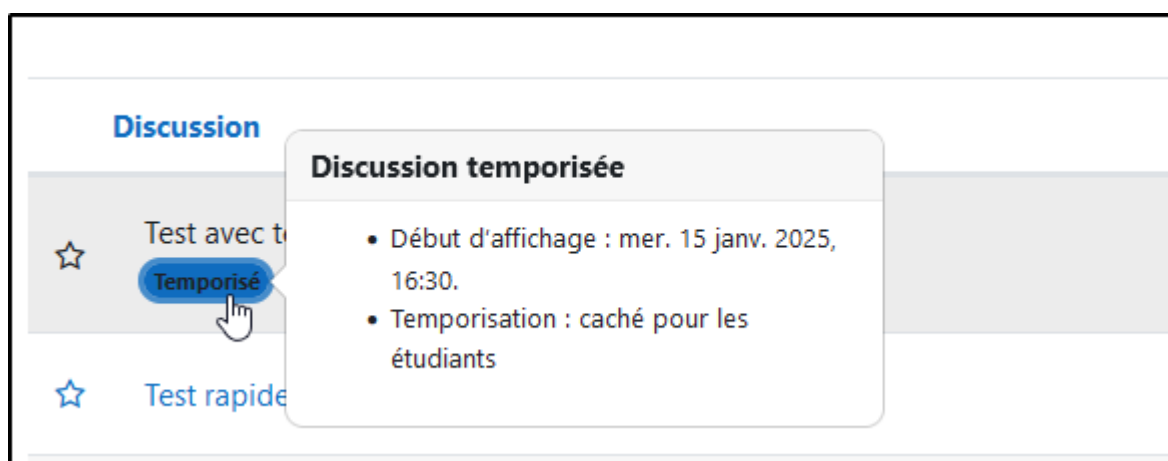 Discussion
Discussion temporisée
Test avec
Temporisé
• Début d'affichage : mer. 15 janv. 2025,
16:30.
• Temporisation : caché pour les
étudiants
Test rapide